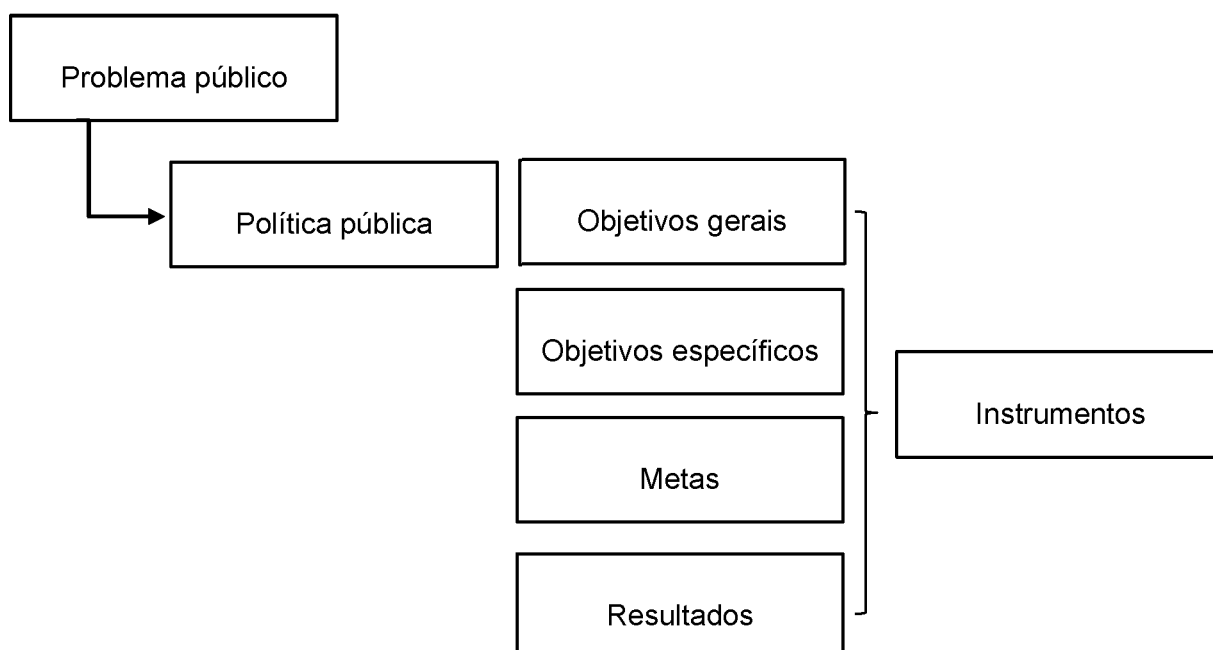 Problema público
Política pública
Objetivos gerais
Objetivos específicos
Metas
Resultados
Instrumentos